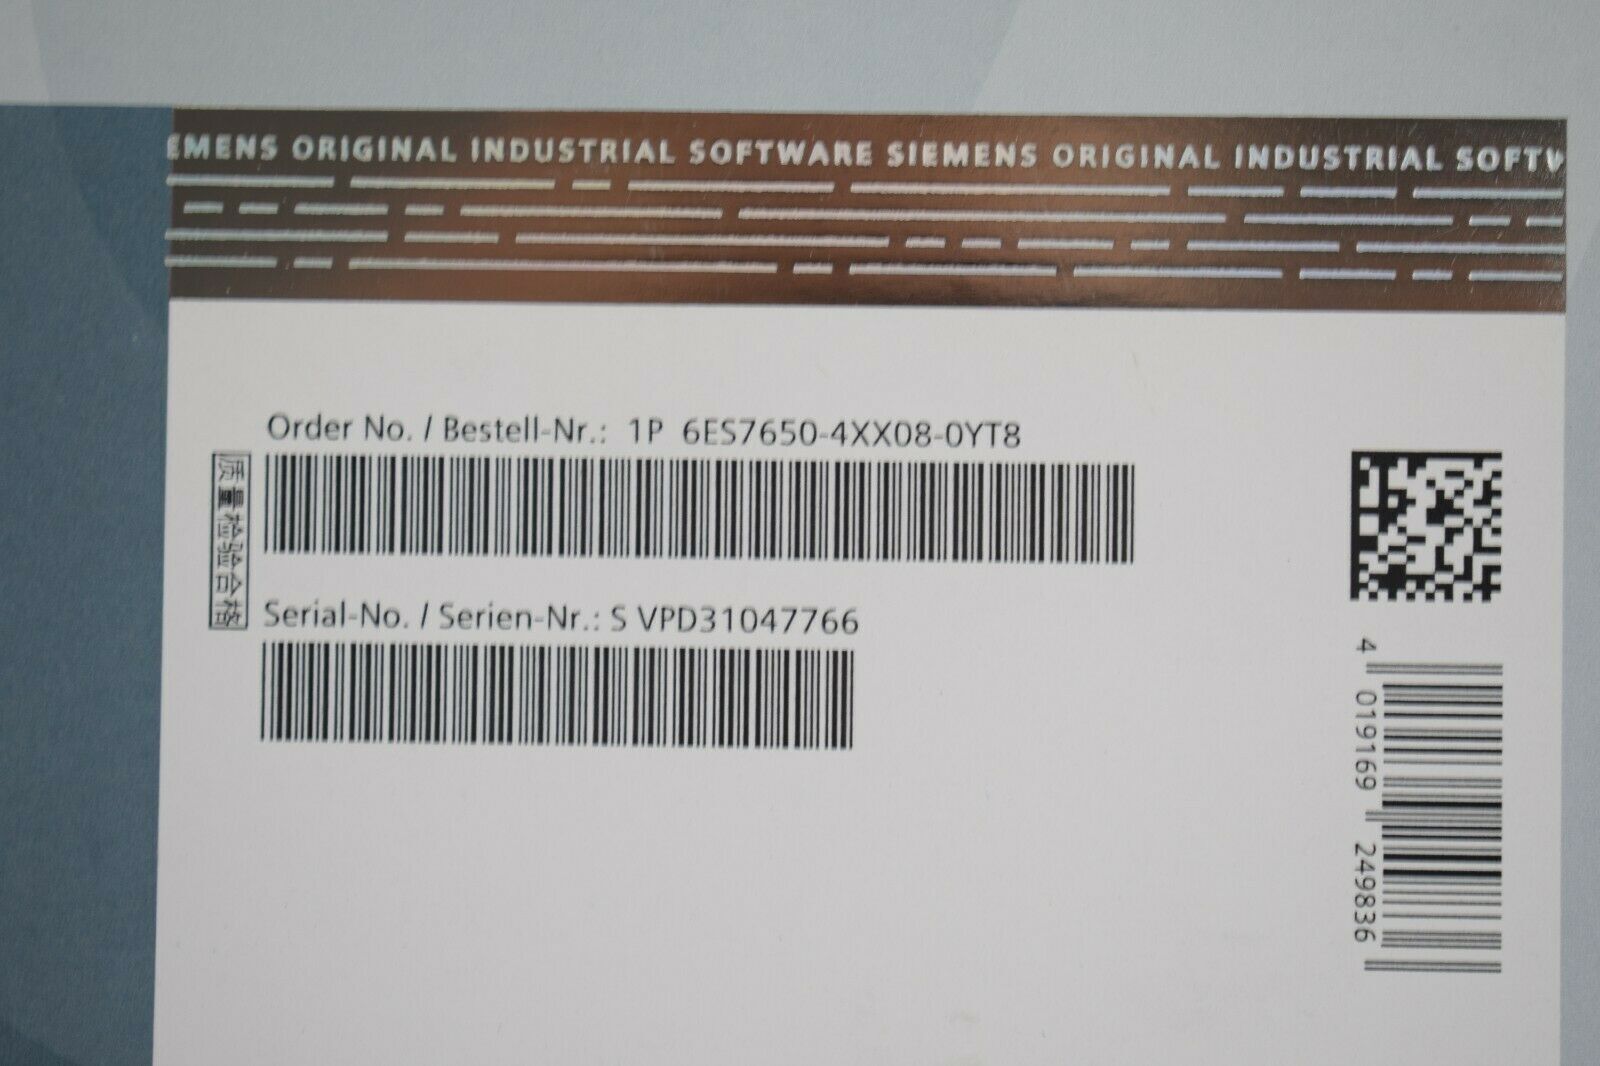 EMENS ORIGINAL INDUSTRIAL SOFTWARE SIEMENS ORIGINAL INDUSTRIAL SOFTW
Order No. / Bestell-Nr.: 1P 6ES7650-4XX08-0YT8
质量检验合格
Serial-No. / Serien-Nr.: S VPD31047766
4 019169 249836